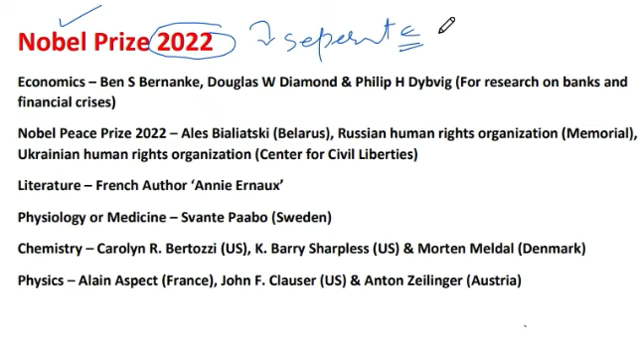 Nobel Prize 2022
Economics – Ben S Bernanke, Douglas W Diamond & Philip H Dybvig (For research on banks and
financial crises)
Nobel Peace Prize 2022 – Ales Bialiatski (Belarus), Russian human rights organization (Memorial),
Ukrainian human rights organization (Center for Civil Liberties)
Literature – French Author ‘Annie Ernaux’
Physiology or Medicine – Svante Paabo (Sweden)
Chemistry – Carolyn R. Bertozzi (US), K. Barry Sharpless (US) & Morten Meldal (Denmark)
Physics – Alain Aspect (France), John F. Clauser (US) & Anton Zeilinger (Austria)